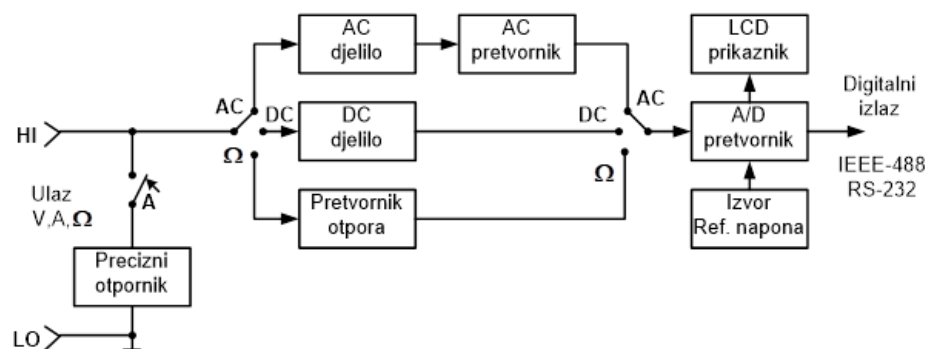 AC
djelilo
AC
pretvornik
LCD
prikaznik
Digitalni
izlaz
AC
DC
Ω
DC
djelilo
DC
AC
Ω
A/D
pretvornik
HI
IEEE-488
RS-232
Ulaz
V,A,Ω
A
Pretvornik
otpora
Izvor
Ref. napona
Precizni
otpornik
LO